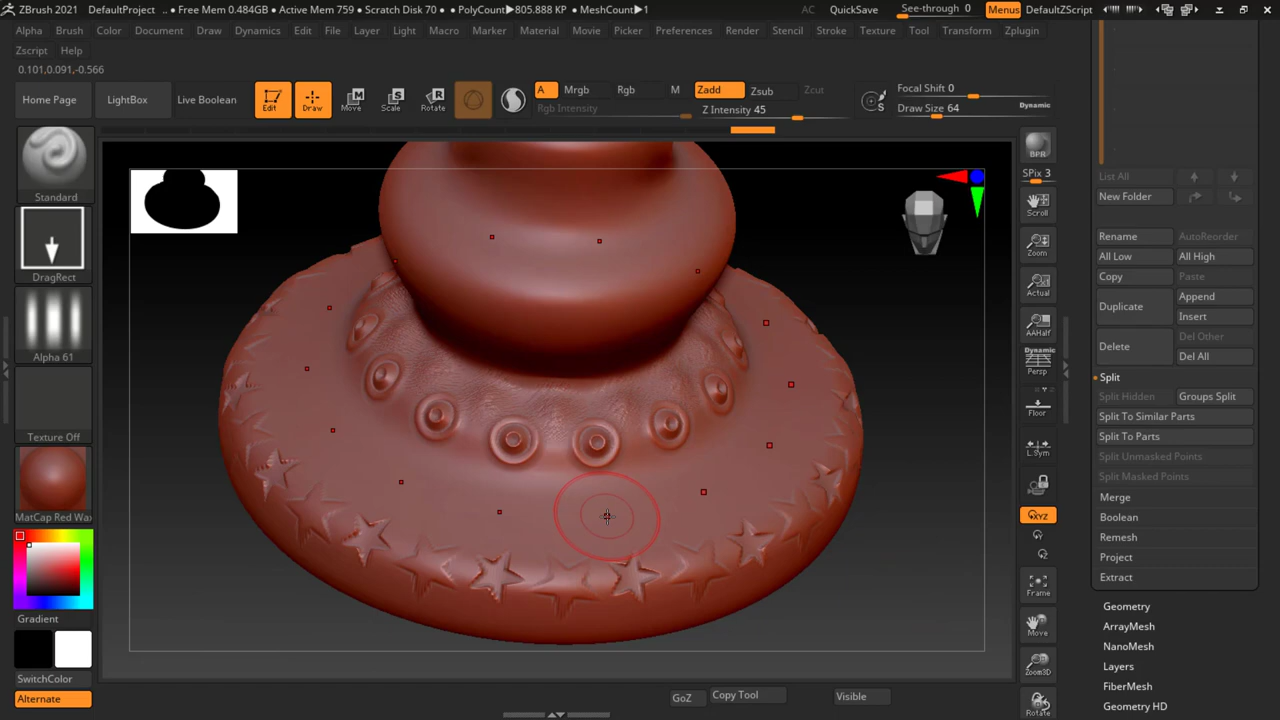 ZBrush 2021 DefaultProject . . • Free Mem 0.484GB • Active Mem 759 • Scratch Disk 70 • PolyCount▶805.888 KP • MeshCount▶1 AC QuickSave See-through 0 Menus DefaultZScript
Alpha Brush Color Document Draw Dynamics Edit File Layer Light Macro Marker Material Movie Picker Preferences Render Stencil Stroke Texture Tool Transform Zplugin
Zscript Help
0.101,0.091,-0.566
Home Page LightBox Live Boolean Edit Draw Move Scale Rotate A Mrgb Rgb M Zadd Zsub Zcut Focal Shift 0
Rgb Intensity Z Intensity 45 Draw Size 64 Dynamic
S
Standard
DragRect
Alpha 61
Texture Off
MatCap Red Wax
Gradient
SwitchColor
Alternate
BPR
SPix 3
Scroll
Zoom
Actual
AAHalf
Dynamic
Persp
Floor
L.Sym
XYZ
Frame
Move
Zoom3D
Rotate
List All
New Folder
Rename AutoReorder
All Low All High
Copy Paste
Duplicate Append
Insert
Delete Del Other
Del All
Split
Split Hidden Groups Split
Split To Similar Parts
Split To Parts
Split Unmasked Points
Split Masked Points
Merge
Boolean
Remesh
Project
Extract
Geometry
ArrayMesh
NanoMesh
Layers
FiberMesh
Geometry HD
GoZ Copy Tool Visible